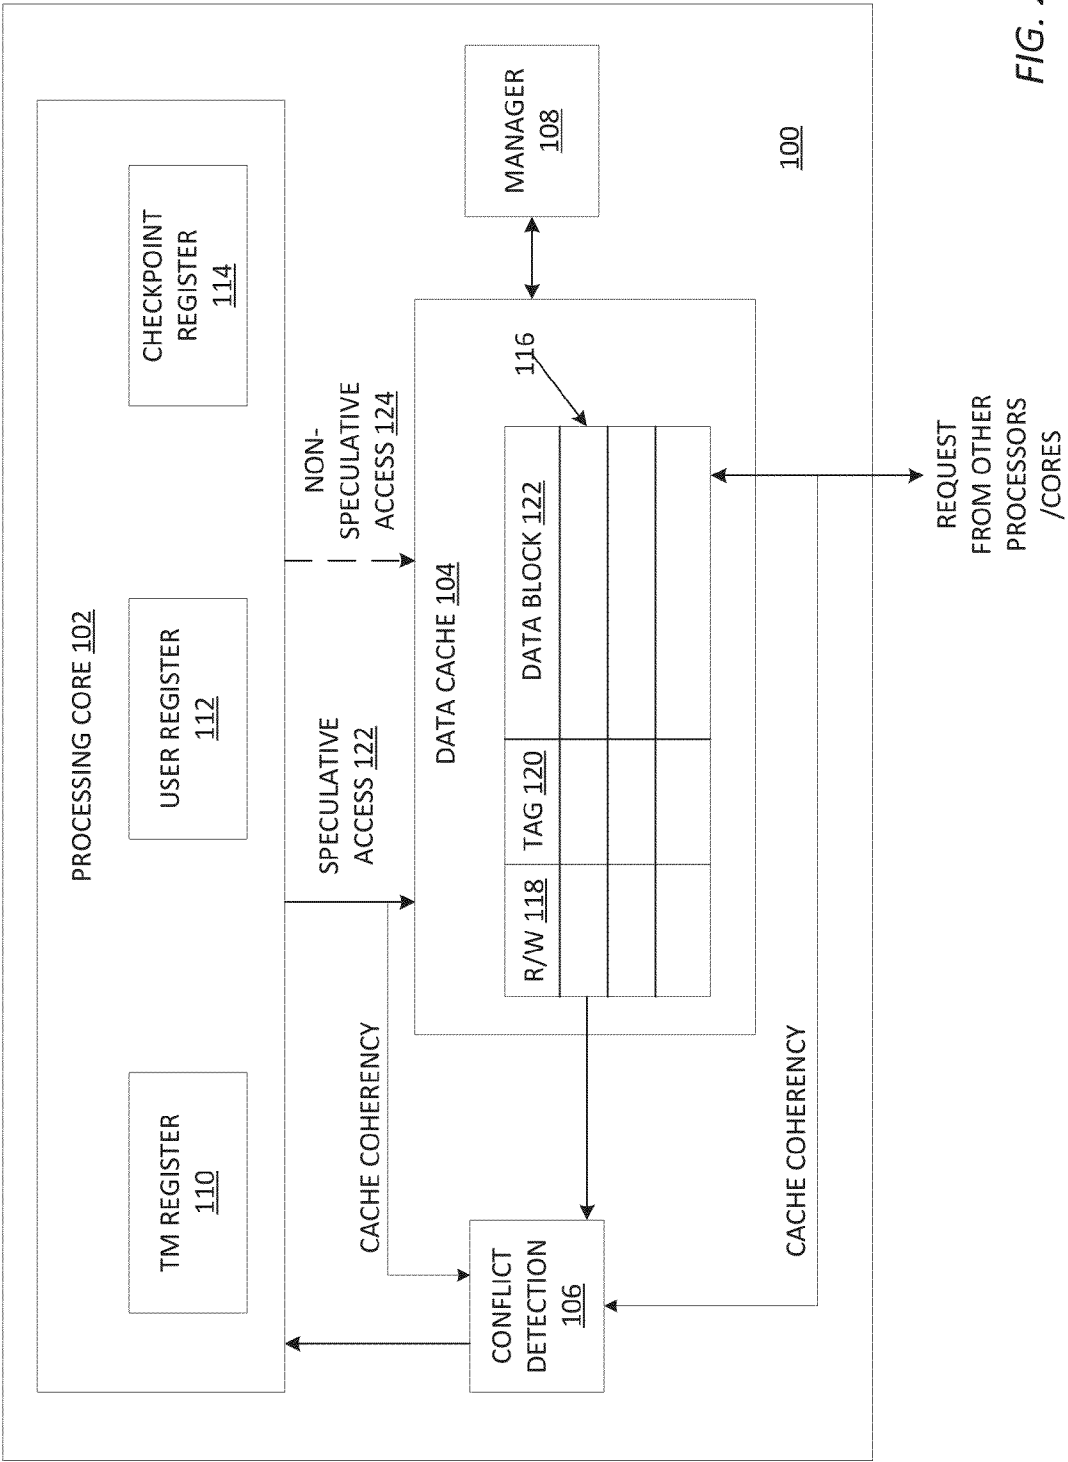 PROCESSING CORE 102
TM REGISTER
110
USER REGISTER
112
CHECKPOINT
REGISTER
114
CACHE COHERENCY
SPECULATIVE
ACCESS 122
NON-
SPECULATIVE
ACCESS 124
DATA CACHE 104
CONFLICT
DETECTION
106
R/W 118
TAG 120
DATA BLOCK 122
116
MANAGER
108
CACHE COHERENCY
100
REQUEST
FROM OTHER
PROCESSORS
/CORES
FIG.